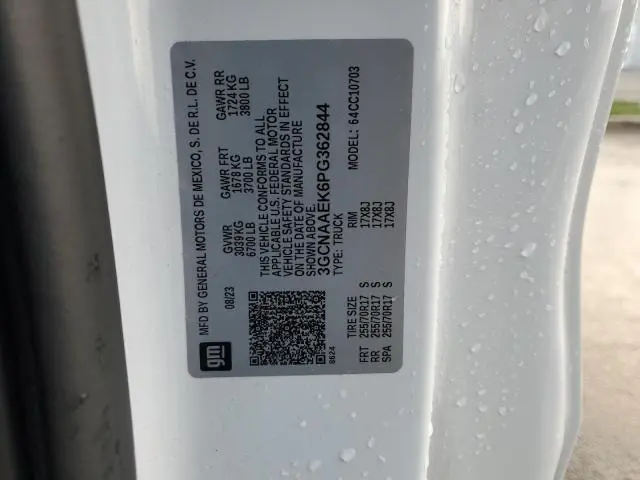 MFD BY GENERAL MOTORS DE MEXICO, S. DE R.L. DE C.V.
08/23 GVWR GAWR FRT GAWR RR
3039 KG 1678 KG 1724 KG
6700 LB 3700 LB 3800 LB
THIS VEHICLE CONFORMS TO ALL
APPLICABLE U.S. FEDERAL MOTOR
VEHICLE SAFETY STANDARDS IN EFFECT
ON THE DATE OF MANUFACTURE
SHOWN ABOVE.
3GCNAAEK6PG362844
TYPE: TRUCK MODEL: 64CC10703
gm
8624
TIRE SIZE RIM
FRT 255/70R17 S 17X8J
RR 255/70R17 S 17X8J
SPA 255/70R17 S 17X8J